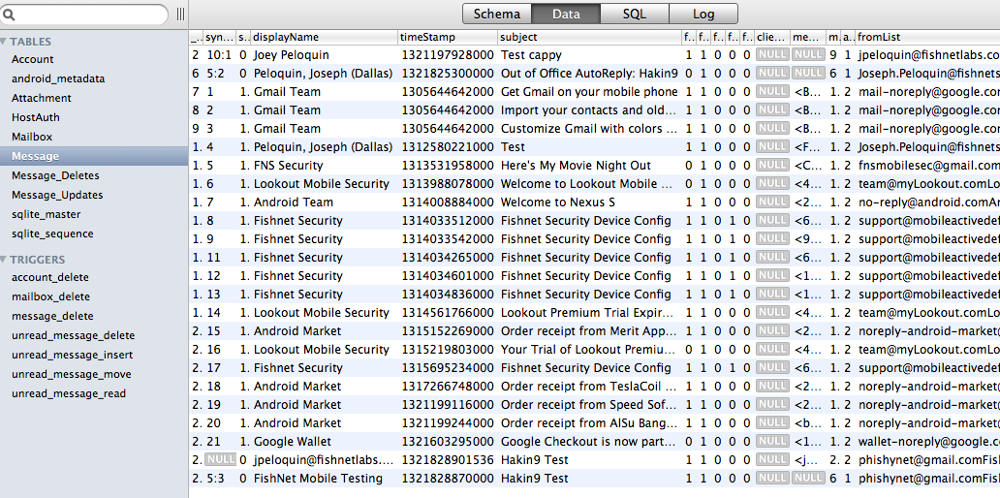 Schema Data SQL Log
TABLES
Account
android_metadata
Attachment
HostAuth
Mailbox
Message
Message_Deletes
Message_Updates
sqlite_master
sqlite_sequence
TRIGGERS
account_delete
mailbox_delete
message_delete
unread_message_delete
unread_message_insert
unread_message_move
unread_message_read
_.. syn... s.. displayName timeStamp subject f.. f.. f.. f.. f.. clie... me... m. a.. fromList
2 10:1 0 Joey Peloquin 1321197928000 Test cappy 1 1 0 0 0 NULL NULL 9 1 jpeloquin@fishnetlabs.co
6 5:2 0 Peloquin, Joseph (Dallas) 1321825300000 Out of Office AutoReply: Hakin9 0 1 0 0 0 NULL NULL 6 1 Joseph.Peloquin@fishnets
7 1 1. Gmail Team 1305644642000 Get Gmail on your mobile phone 1 1 0 0 0 NULL <B... 1. 2 mail-noreply@google.com
8 2 1. Gmail Team 1305644642000 Import your contacts and old... 1 1 0 0 0 NULL <B... 1. 2 mail-noreply@google.com
9 3 1. Gmail Team 1305644642000 Customize Gmail with colors ... 1 1 0 0 0 NULL <B... 1. 2 mail-noreply@google.com
1. 4 1. Peloquin, Joseph (Dallas) 1312580221000 Test 1 1 0 0 0 NULL <F... 1. 2 Joseph.Peloquin@fishnets
1. 5 1. FNS Security 1313531958000 Here's My Movie Night Out 0 1 0 0 0 NULL <C... 1. 2 fnsmobilesec@gmail.com
1. 6 1. Lookout Mobile Security 1313988078000 Welcome to Lookout Mobile ... 0 1 0 0 0 NULL <4... 1. 2 team@myLookout.comLo
1. 7 1. Android Team 1314008884000 Welcome to Nexus S 1 1 0 0 0 NULL <2... 1. 2 no-reply@android.comAn
1. 8 1. Fishnet Security 1314033512000 Fishnet Security Device Config 1 1 0 1 0 NULL <6... 1. 2 support@mobileactivedef
1. 9 1. Fishnet Security 1314033542000 Fishnet Security Device Config 1 1 0 1 0 NULL <9... 1. 2 support@mobileactivedef
1. 11 1. Fishnet Security 1314034265000 Fishnet Security Device Config 1 1 0 1 0 NULL <6... 1. 2 support@mobileactivedef
1. 12 1. Fishnet Security 1314034601000 Fishnet Security Device Config 1 1 0 1 0 NULL <1... 1. 2 support@mobileactivedef
1. 13 1. Fishnet Security 1314034836000 Fishnet Security Device Config 1 1 0 1 0 NULL <1... 1. 2 support@mobileactivedef
1. 14 1. Lookout Mobile Security 1314561766000 Lookout Premium Trial Expir... 1 1 0 0 0 NULL <4... 1. 2 team@myLookout.comLo
2. 15 1. Android Market 1315152269000 Order receipt from Merit App... 1 1 0 0 0 NULL <2... 1. 2 noreply-android-market@
2. 16 1. Lookout Mobile Security 1315219803000 Your Trial of Lookout Premiu... 0 1 0 0 0 NULL <4... 1. 2 team@myLookout.comLo
2. 17 1. Fishnet Security 1315695234000 Fishnet Security Device Config 1 1 0 1 0 NULL <6... 1. 2 support@mobileactivedef
2. 18 1. Android Market 1317266748000 Order receipt from TeslaCoil ... 1 1 0 0 0 NULL <2... 1. 2 noreply-android-market@
2. 19 1. Android Market 1321199116000 Order receipt from Speed Sof... 1 1 0 0 0 NULL <2... 1. 2 noreply-android-market@
2. 20 1. Android Market 1321199244000 Order receipt from AlSu Bang... 1 1 0 0 0 NULL <b... 1. 2 noreply-android-market@
2. 21 1. Google Wallet 1321603295000 Google Checkout is now part... 0 1 0 0 0 NULL <1... 1. 2 wallet-noreply@google.c
2. NULL 0 jpeloquin@fishnetlabs.... 1321828901536 Hakin9 Test 1 1 0 0 0 NULL <j... 2. 2 phishynet@gmail.comFish
2. 5:3 0 FishNet Mobile Testing 1321828870000 Hakin9 Test 1 1 0 0 0 NULL NULL 6 1 phishynet@gmail.comFish